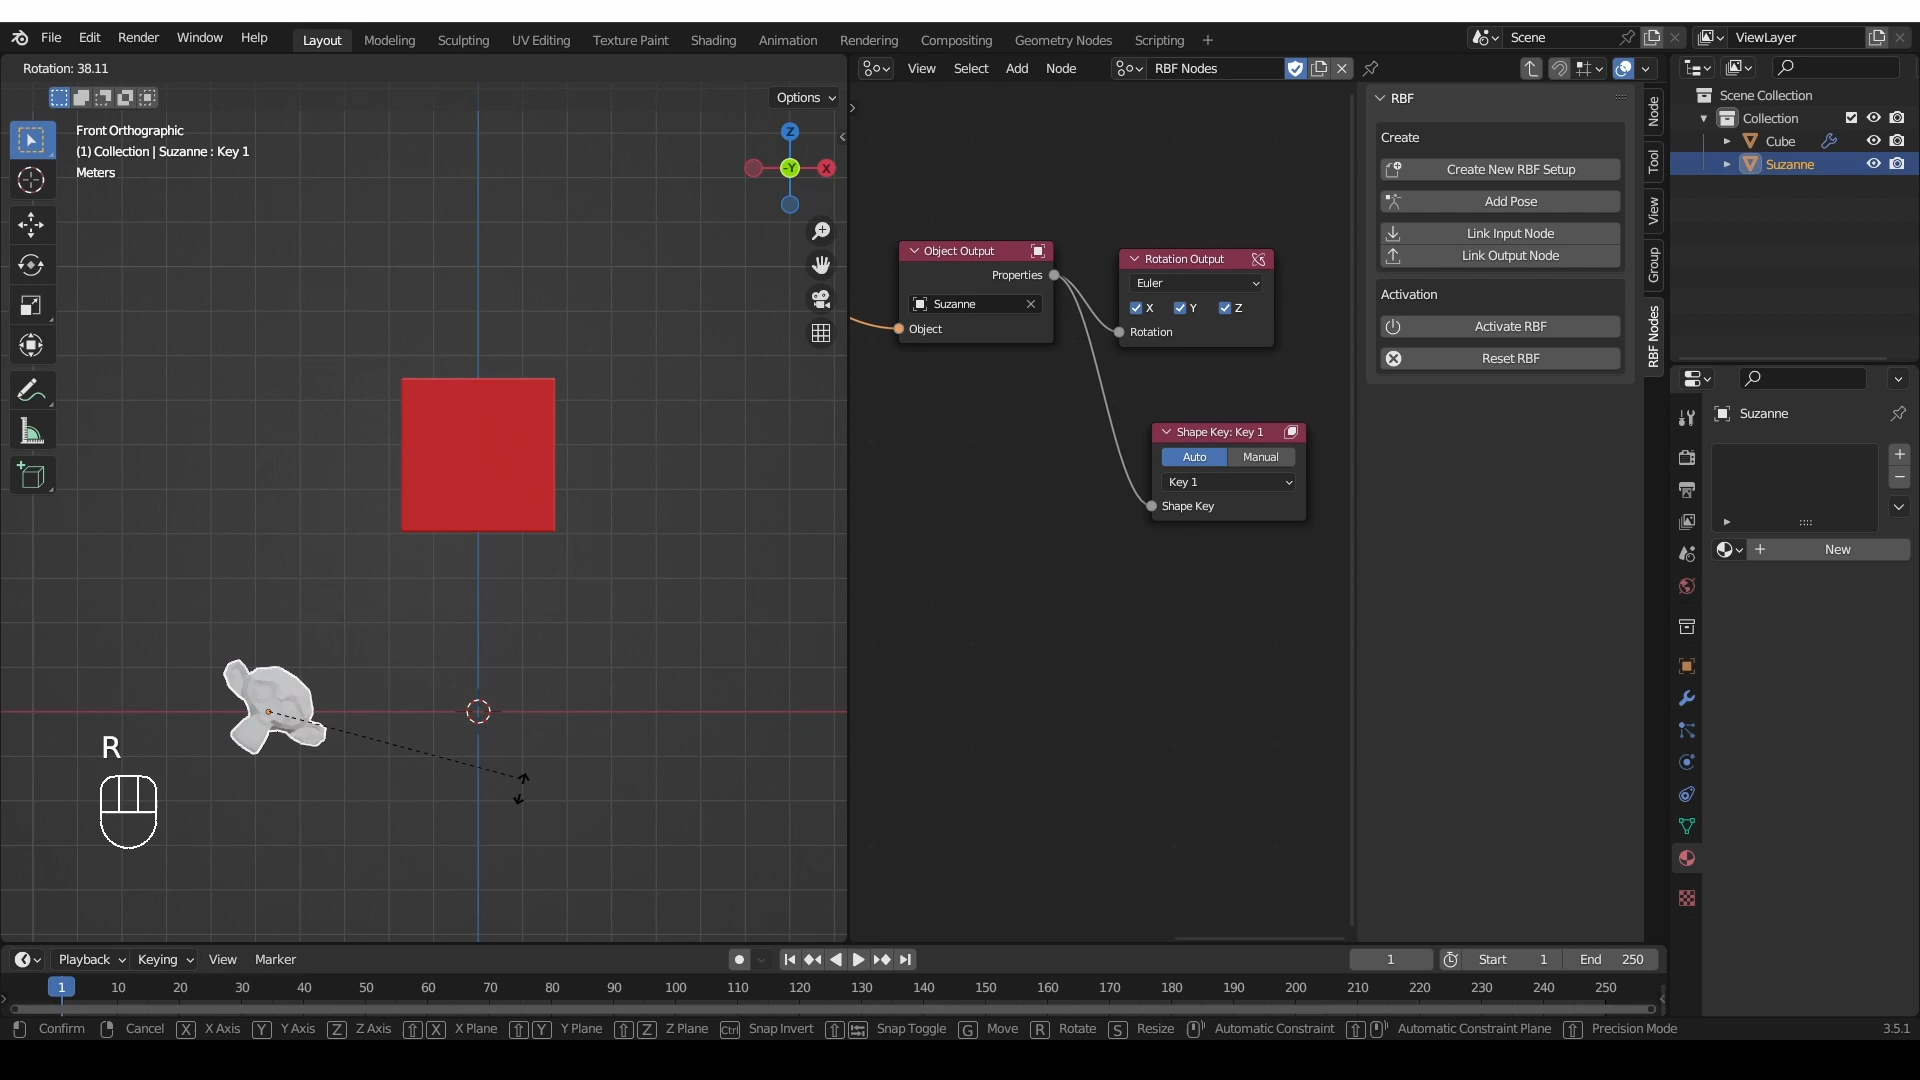 File Edit Render Window Help Layout Modeling Sculpting UV Editing Texture Paint Shading Animation Rendering Compositing Geometry Nodes Scripting + Scene ViewLayer
Rotation: 38.11
View Select Add Node RBF Nodes
Options
Front Orthographic
(1) Collection | Suzanne : Key 1
Meters
Z
-Y
X
Object Output
Properties
Suzanne
Object
Rotation Output
Euler
X Y Z
Rotation
Shape Key: Key 1
Auto Manual
Key 1
Shape Key
RBF
Create
Create New RBF Setup
Add Pose
Link Input Node
Link Output Node
Activation
Activate RBF
Reset RBF
Node
Tool
View
Group
RBF Nodes
Scene Collection
Collection
Cube
Suzanne
Suzanne
New
R
Playback Keying View Marker 1 Start 1 End 250
1 10 20 30 40 50 60 70 80 90 100 110 120 130 140 150 160 170 180 190 200 210 220 230 240 250
Confirm Cancel X X Axis Y Y Axis Z Z Axis X X Plane Y Y Plane Z Z Plane Ctrl Snap Invert Snap Toggle G Move R Rotate S Resize Automatic Constraint Automatic Constraint Plane Precision Mode 3.5.1